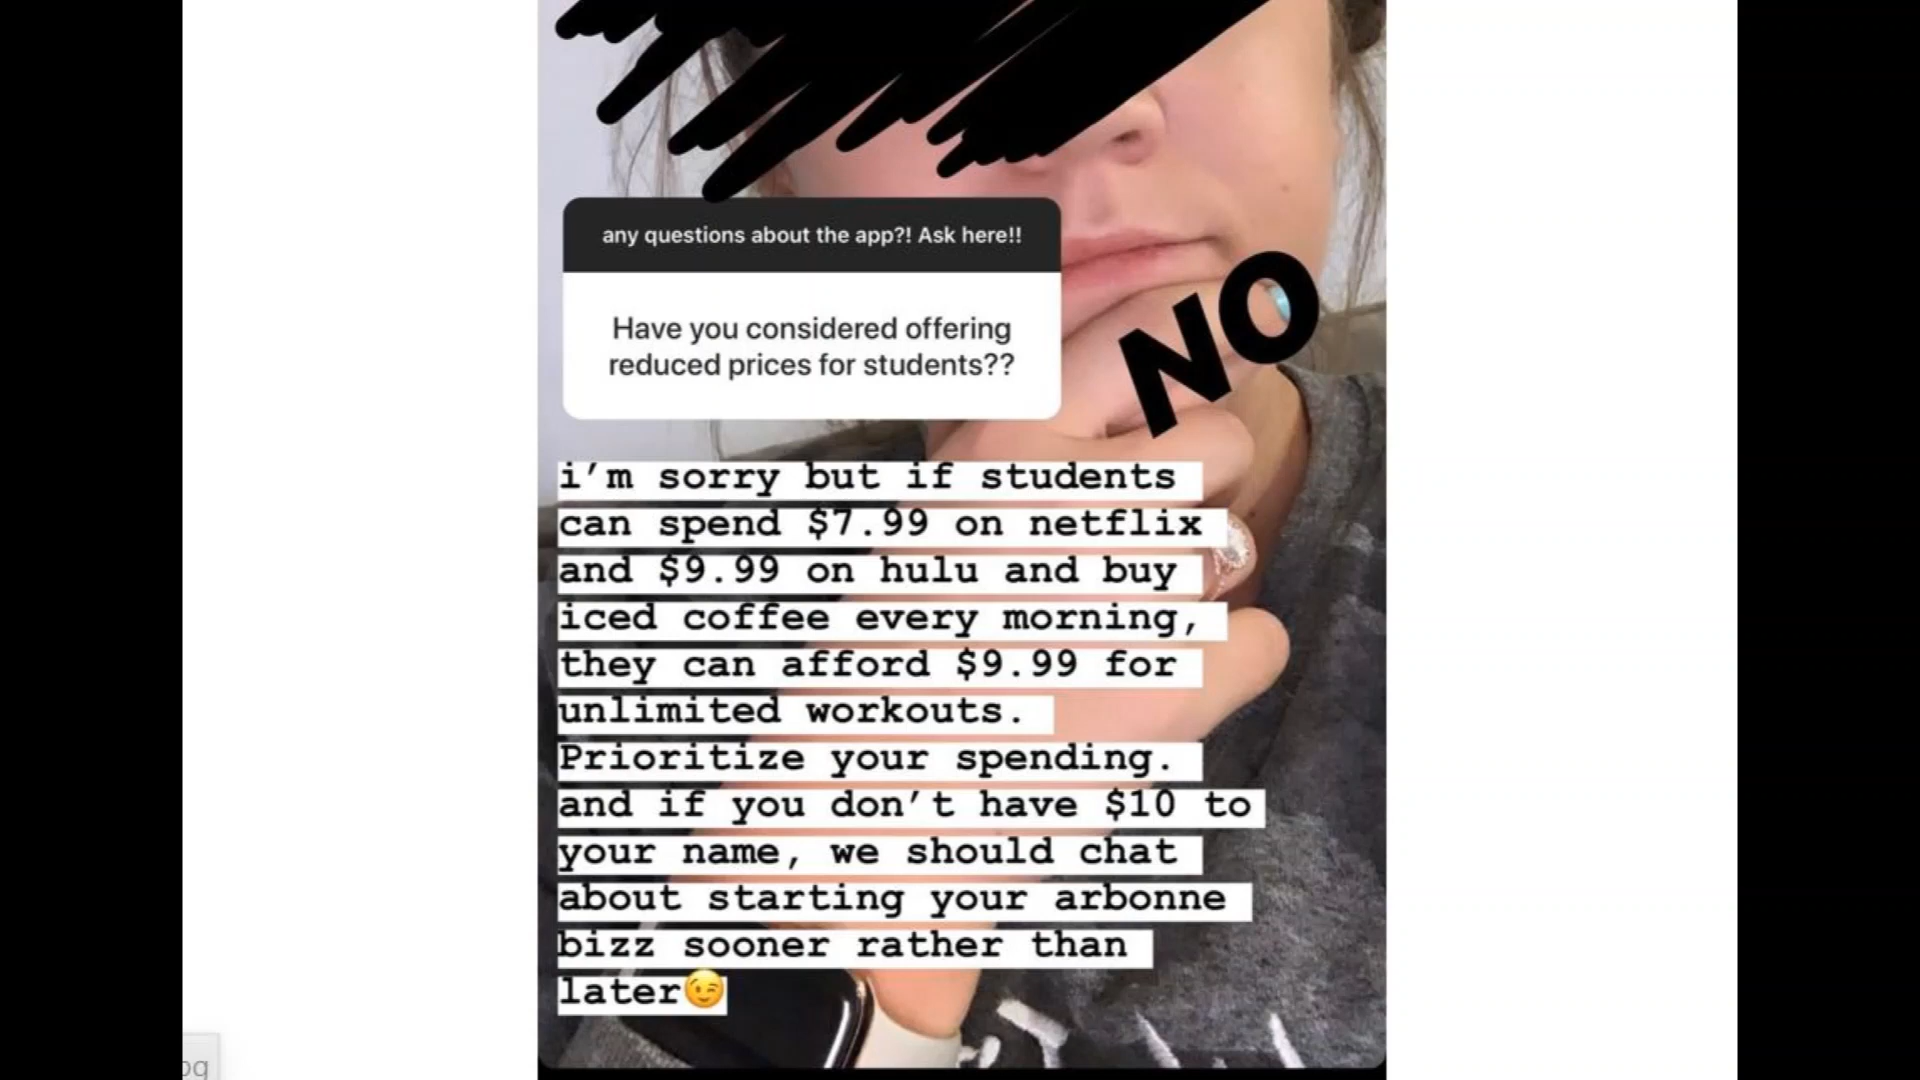 any questions about the app?! Ask here!!
Have you considered offering
reduced prices for students??
NO
i'm sorry but if students
can spend $7.99 on netflix
and $9.99 on hulu and buy
iced coffee every morning,
they can afford $9.99 for
unlimited workouts.
Prioritize your spending.
and if you don't have $10 to
your name, we should chat
about starting your arbonne
bizz sooner rather than
later😉